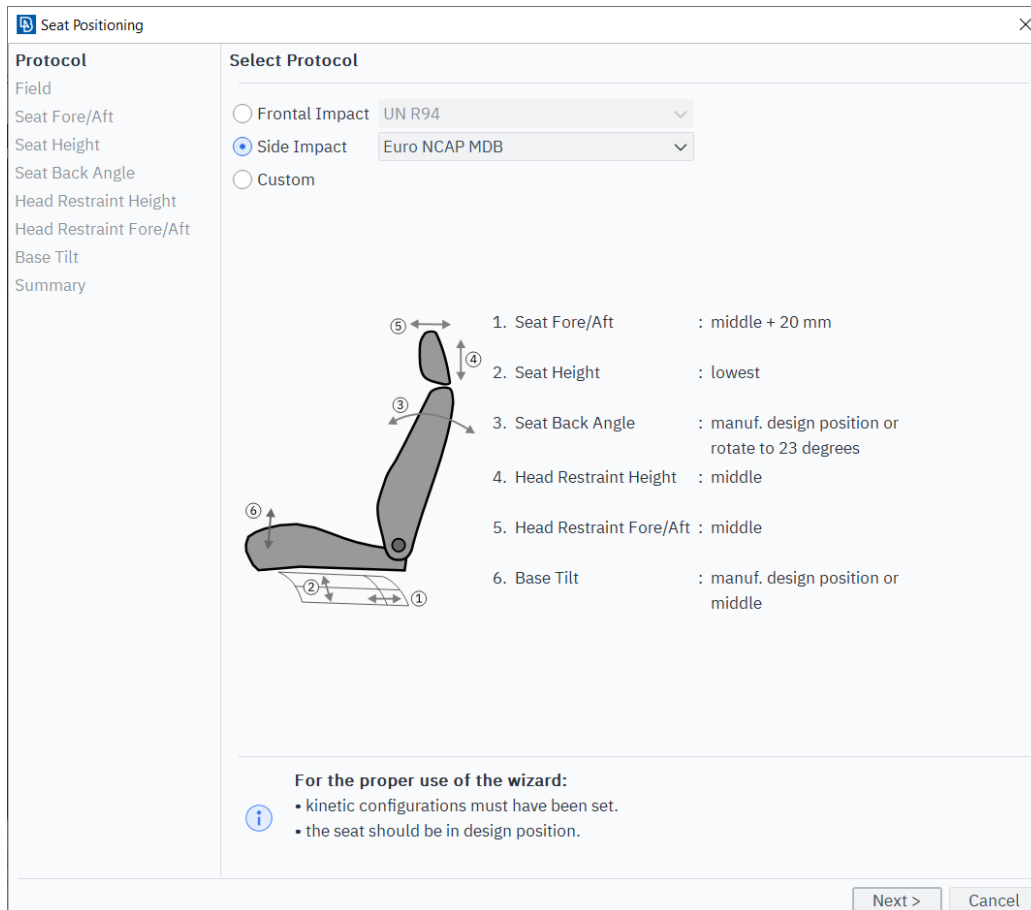 Seat Positioning
Protocol
Field
Seat Fore/Aft
Seat Height
Seat Back Angle
Head Restraint Height
Head Restraint Fore/Aft
Base Tilt
Summary
Select Protocol
Frontal Impact UN R94
Side Impact Euro NCAP MDB
Custom
5
4
3
6
2
1
1. Seat Fore/Aft : middle + 20 mm
2. Seat Height : lowest
3. Seat Back Angle : manuf. design position or
rotate to 23 degrees
4. Head Restraint Height : middle
5. Head Restraint Fore/Aft : middle
6. Base Tilt : manuf. design position or
middle
For the proper use of the wizard:
• kinetic configurations must have been set.
• the seat should be in design position.
Next > Cancel